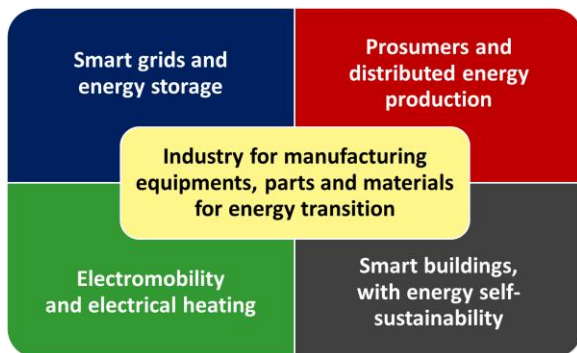 Smart grids and
energy storage
Prosumers and
distributed energy
production
Industry for manufacturing
equipments, parts and materials
for energy transition
Electromobility
and electrical heating
Smart buildings,
with energy self-
sustainability